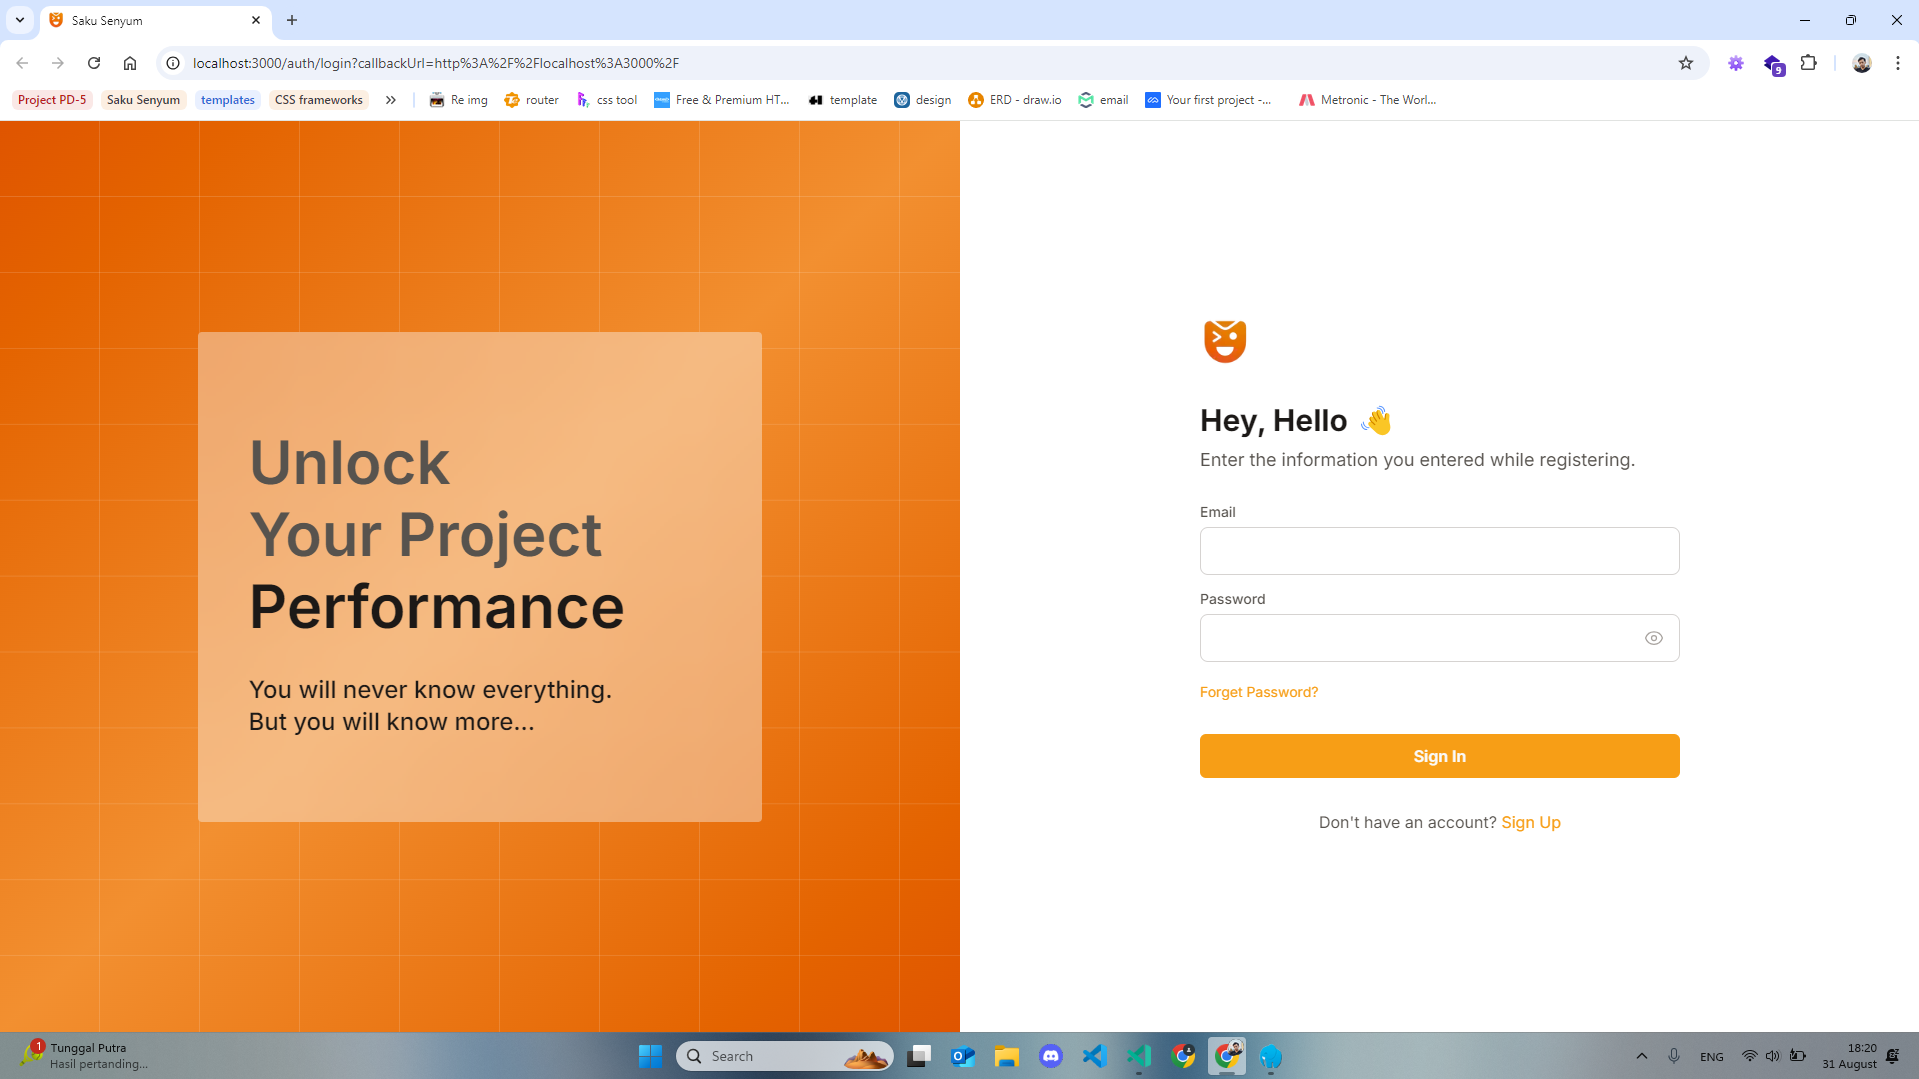 Saku Senyum
localhost:3000/auth/login?callbackUrl=http%3A%2F%2Flocalhost%3A3000%2F
9
Project PD-5
Saku Senyum
templates
CSS frameworks
Re img
router
css tool
Free & Premium HT...
template
design
ERD - draw.io
email
Your first project -...
Metronic - The Worl...
Unlock
Your Project
Performance
You will never know everything.
But you will know more...
Hey, Hello 👋
Enter the information you entered while registering.
Email
Password
Forget Password?
Sign In
Don't have an account? Sign Up
1
Tunggal Putra
Hasil pertanding...
Search
ENG
18:20
31 August